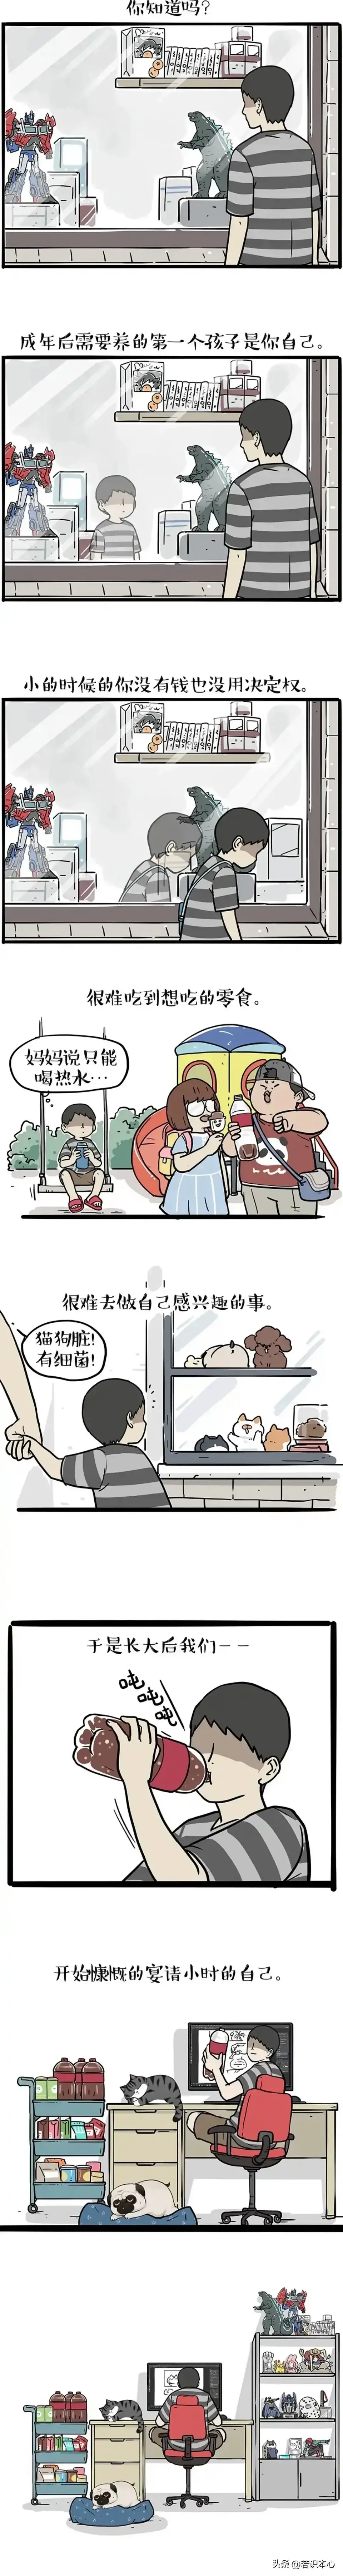 你知道吗？
成年后需要养的第一个孩子是你自己。
小的时候的你没有钱也没用决定权。
很难吃到想吃的零食。
妈妈说只能
喝热水…
很难去做自己感兴趣的事。
猫狗脏！
有细菌！
于是长大后我们－－
吨
吨
吨
开始慷慨的宴请小时的自己。
头条 @若识本心